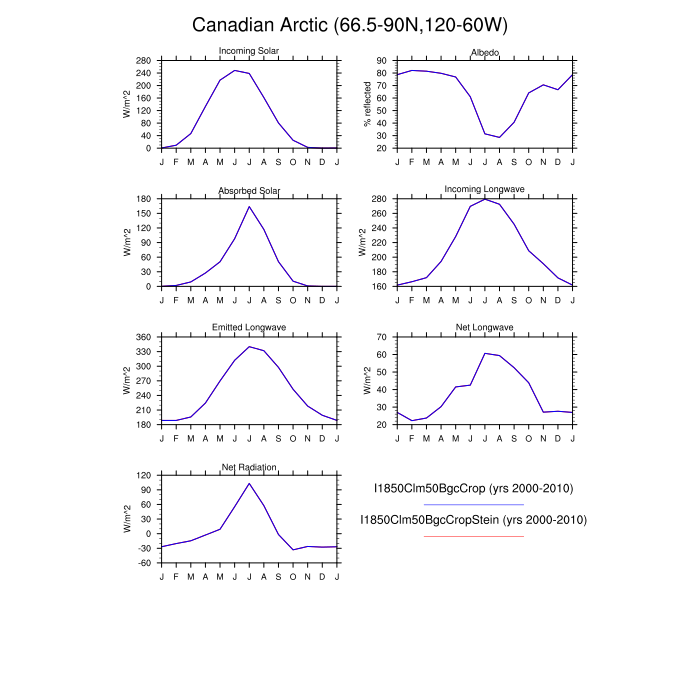 Canadian Arctic (66.5-90N,120-60W)
Incoming Solar
W/m^2
280
240
200
160
120
80
40
0
J F M A M J J A S O N D J
Albedo
% reflected
90
80
70
60
50
40
30
20
J F M A M J J A S O N D J
Absorbed Solar
W/m^2
180
150
120
90
60
30
0
J F M A M J J A S O N D J
Incoming Longwave
W/m^2
280
260
240
220
200
180
160
J F M A M J J A S O N D J
Emitted Longwave
W/m^2
360
330
300
270
240
210
180
J F M A M J J A S O N D J
Net Longwave
W/m^2
70
60
50
40
30
20
J F M A M J J A S O N D J
Net Radiation
W/m^2
120
90
60
30
0
-30
-60
J F M A M J J A S O N D J
I1850Clm50BgcCrop (yrs 2000-2010)
I1850Clm50BgcCropStein (yrs 2000-2010)